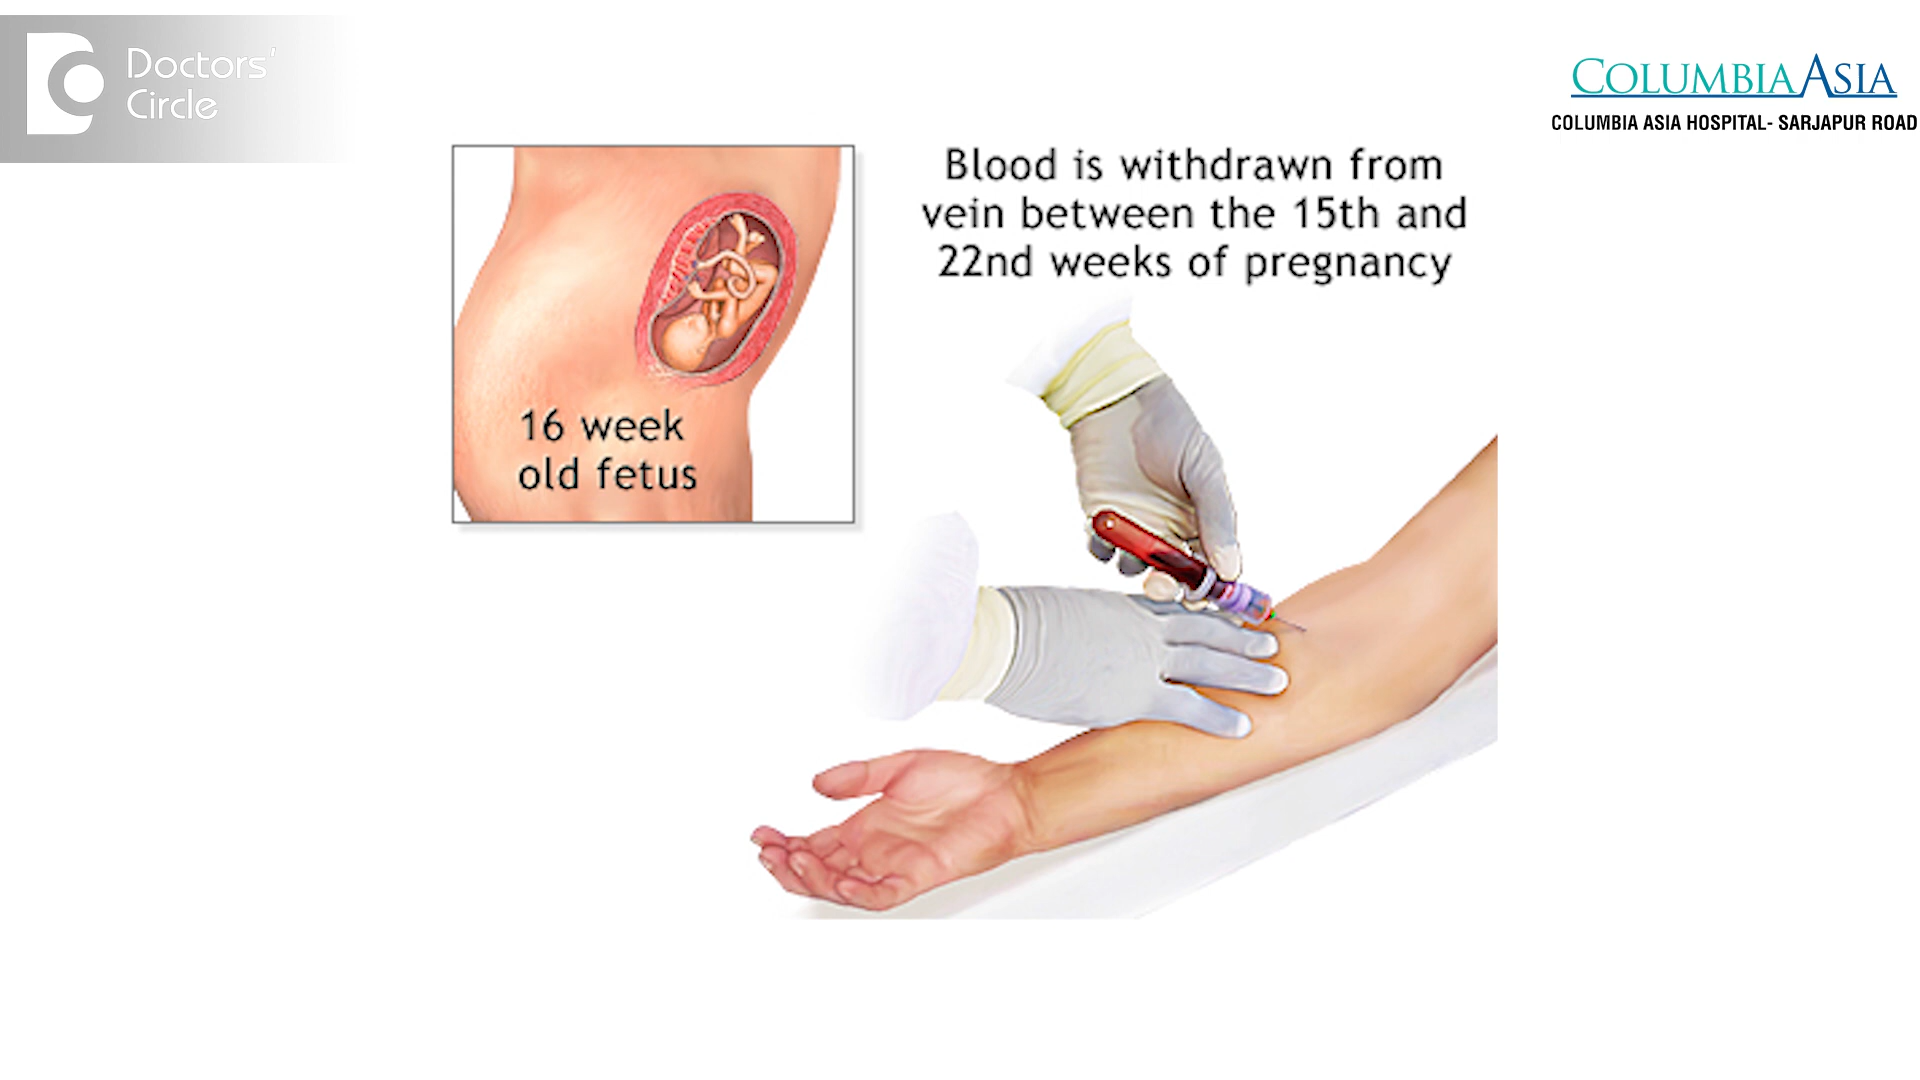 Doctors'
Circle
COLUMBIA ASIA
COLUMBIA ASIA HOSPITAL- SARJAPUR ROAD
Blood is withdrawn from
vein between the 15th and
22nd weeks of pregnancy
16 week
old fetus